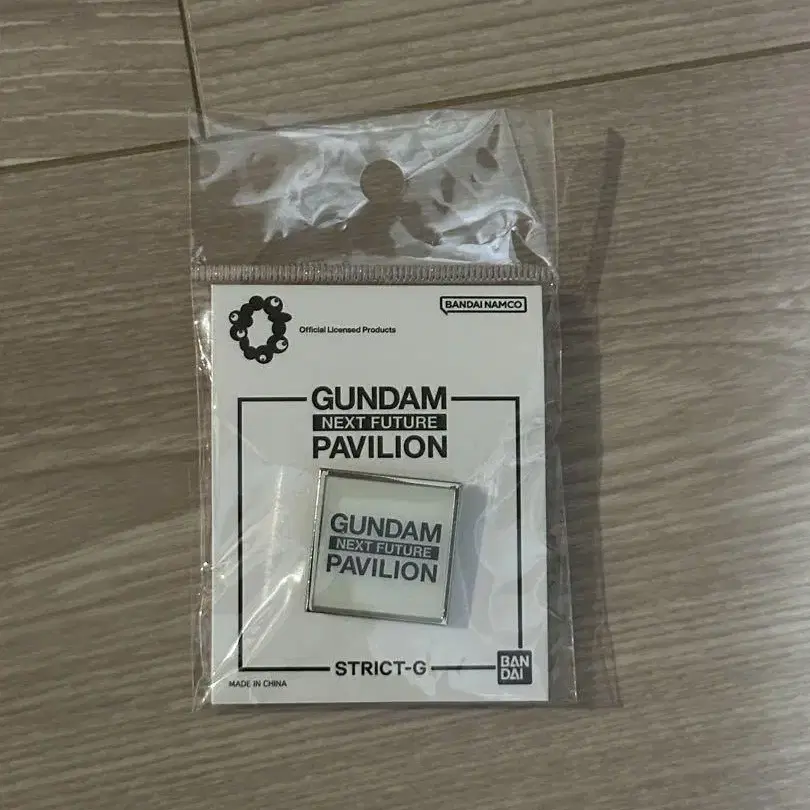 BANDAI NAMCO
Official Licensed Products
GUNDAM
NEXT FUTURE
PAVILION
GUNDAM
NEXT FUTURE
PAVILION
STRICT-G
BAN
DAI
MADE IN CHINA